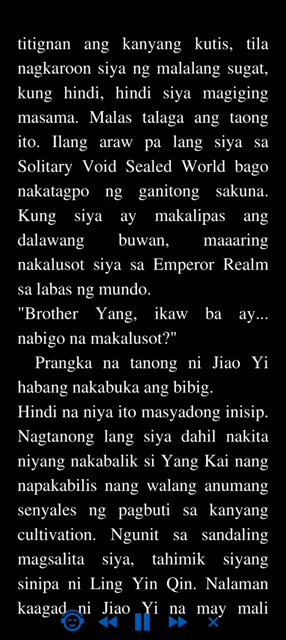 titignan ang kanyang kutis, tila
nagkaroon siya ng malalang sugat,
kung hindi, hindi siya magiging
masama. Malas talaga ang taong
ito. Ilang araw pa lang siya sa
Solitary Void Sealed World bago
nakatagpo ng ganitong sakuna.
Kung siya ay makalipas ang
dalawang buwan, maaaring
nakalusot siya sa Emperor Realm
sa labas ng mundo.
"Brother Yang, ikaw ba ay...
nabigo na makalusot?"
Prangka na tanong ni Jiao Yi
habang nakabuka ang bibig.
Hindi na niya ito masyadong inisip.
Nagtanong lang siya dahil nakita
niyang nakabalik si Yang Kai nang
napakabilis nang walang anumang
senyales ng pagbuti sa kanyang
cultivation. Ngunit sa sandaling
magsalita siya, tahimik siyang
sinipa ni Ling Yin Qin. Nalaman
kaagad ni Jiao Yi na may mali